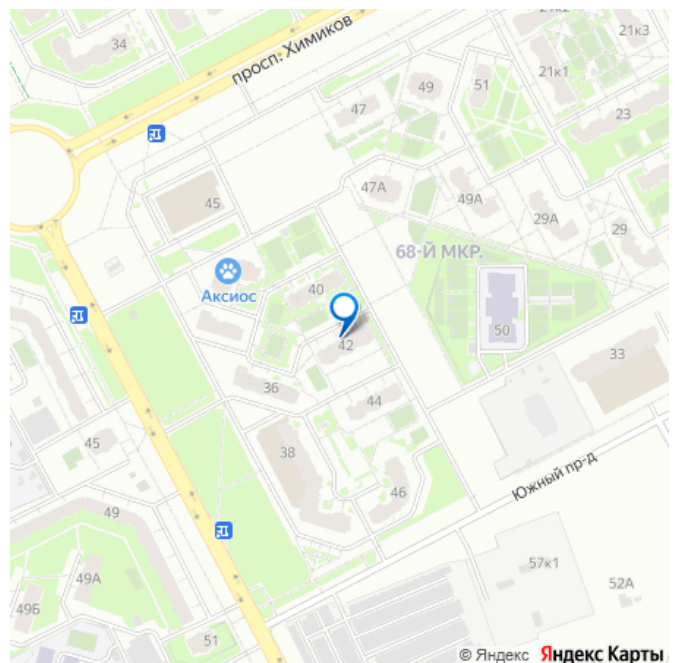 21к2
21к3
34
просп. Химиков
21к1
49
51
47
23
47А
49А
45
29А
29
68-Й МКР.
Аксиос
40
50
42
33
36
44
45
38
46
Южный пр-д
49
57к1
49А
52А
49Б
51
© Яндекс Яндекс Карты